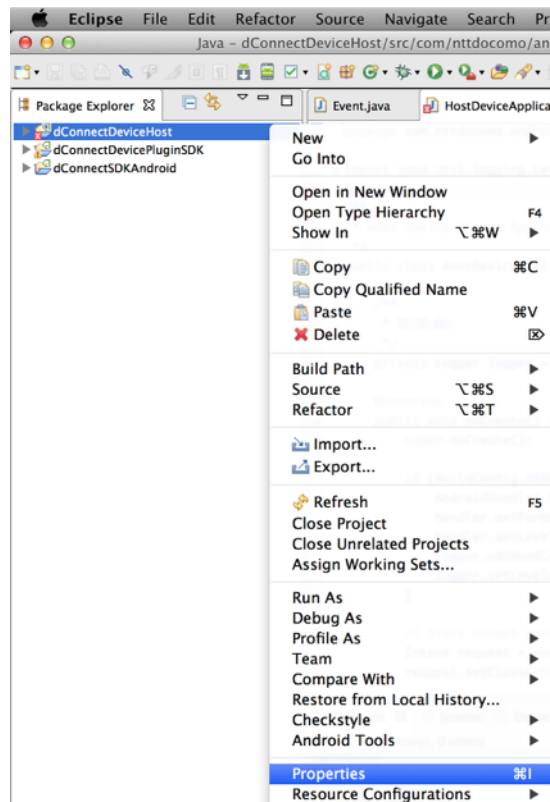 Eclipse File Edit Refactor Source Navigate Search Pr
Java – dConnectDeviceHost/src/com/nttdocomo/an
Package Explorer
Event.java
HostDeviceApplica
dConnectDeviceHost
dConnectDevicePluginSDK
dConnectSDKAndroid
New
Go Into
Open in New Window
Open Type Hierarchy F4
Show In ⌥⌘W
Copy ⌘C
Copy Qualified Name
Paste ⌘V
Delete ⌦
Build Path
Source ⌥⌘S
Refactor ⌥⌘T
Import...
Export...
Refresh F5
Close Project
Close Unrelated Projects
Assign Working Sets...
Run As
Debug As
Profile As
Team
Compare With
Restore from Local History...
Checkstyle
Android Tools
Properties ⌘I
Resource Configurations